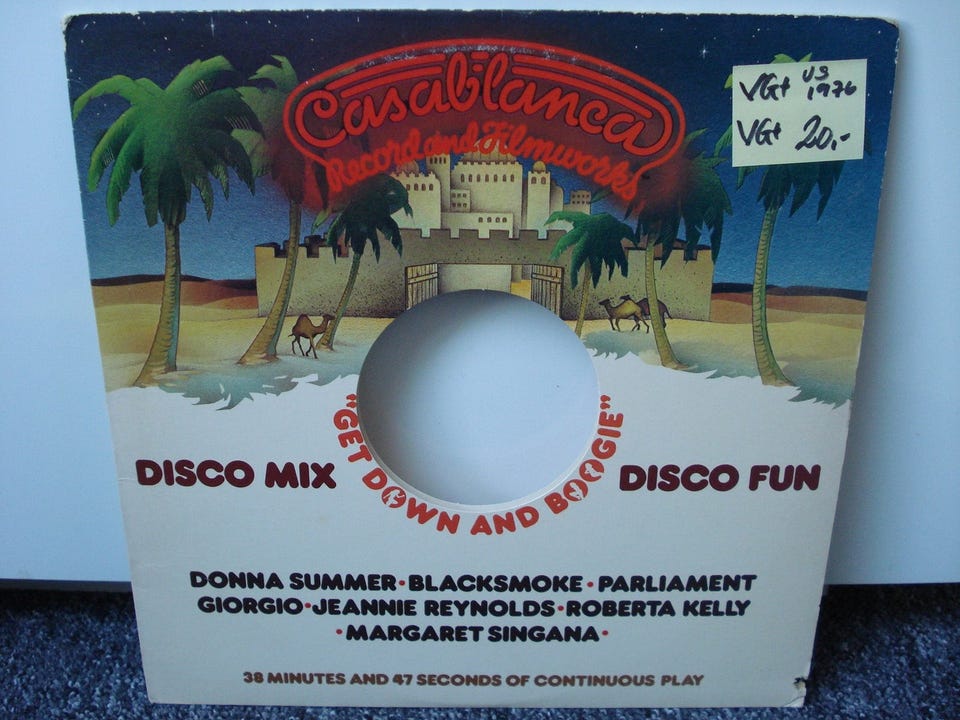 Casablanca
Record and Filmworks
VG+ US 1976
VG+ 20,-
"GET DOWN AND BOOGIE"
DISCO MIX
DISCO FUN
DONNA SUMMER • BLACKSMOKE • PARLIAMENT
GIORGIO • JEANNIE REYNOLDS • ROBERTA KELLY
• MARGARET SINGANA •
38 MINUTES AND 47 SECONDS OF CONTINUOUS PLAY